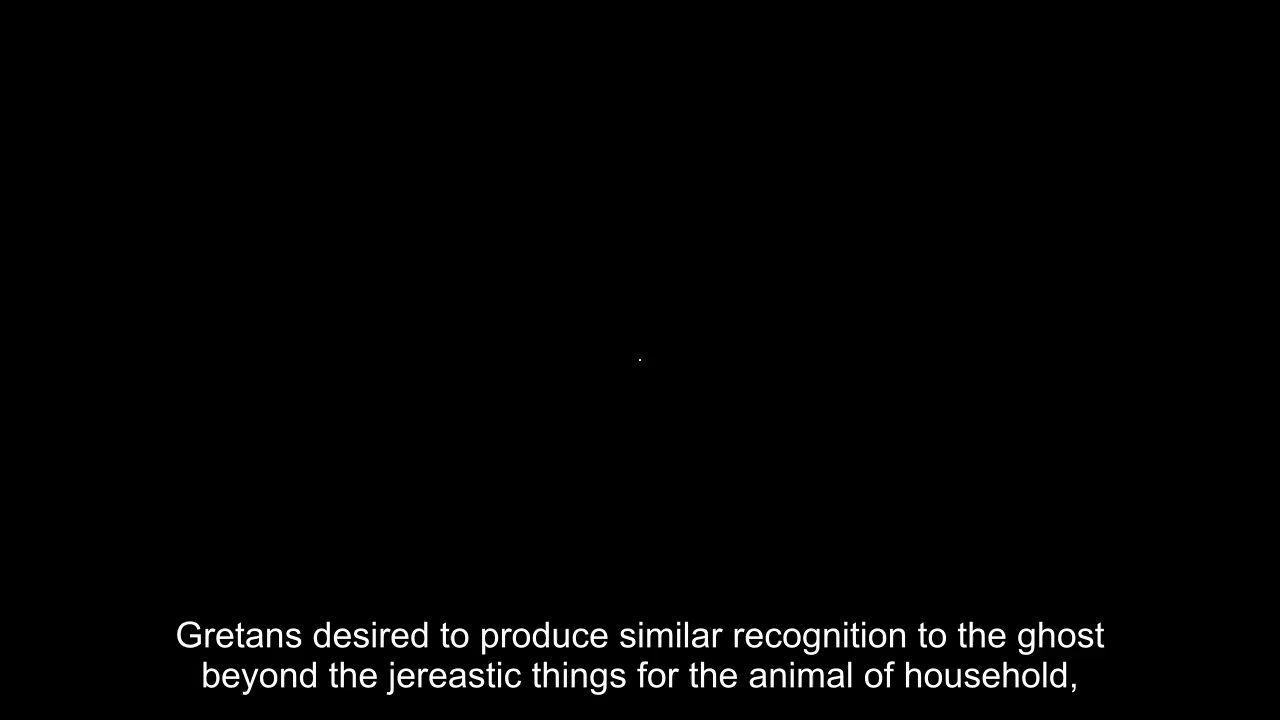 Gretans desired to produce similar recognition to the ghost
beyond the jereastic things for the animal of household,